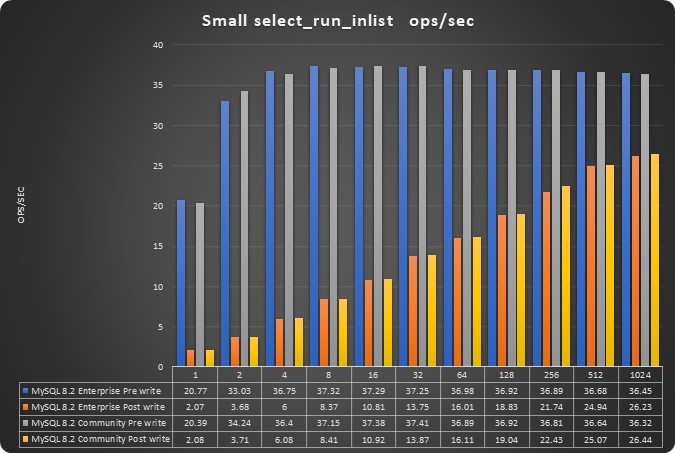 Small select_run_inlist ops/sec
40
35
30
25
20
15
10
5
0
OPS/SEC
1 2 4 8 16 32 64 128 256 512 1024
MySQL 8.2 Enterprise Pre write 20.77 33.03 36.75 37.32 37.29 37.25 36.98 36.92 36.89 36.68 36.45
MySQL 8.2 Enterprise Post write 2.07 3.68 6 8.37 10.81 13.75 16.01 18.83 21.74 24.94 26.23
MySQL 8.2 Community Pre write 20.39 34.24 36.4 37.15 37.38 37.41 36.89 36.92 36.81 36.64 36.32
MySQL 8.2 Community Post write 2.08 3.71 6.08 8.41 10.92 13.87 16.11 19.04 22.43 25.07 26.44